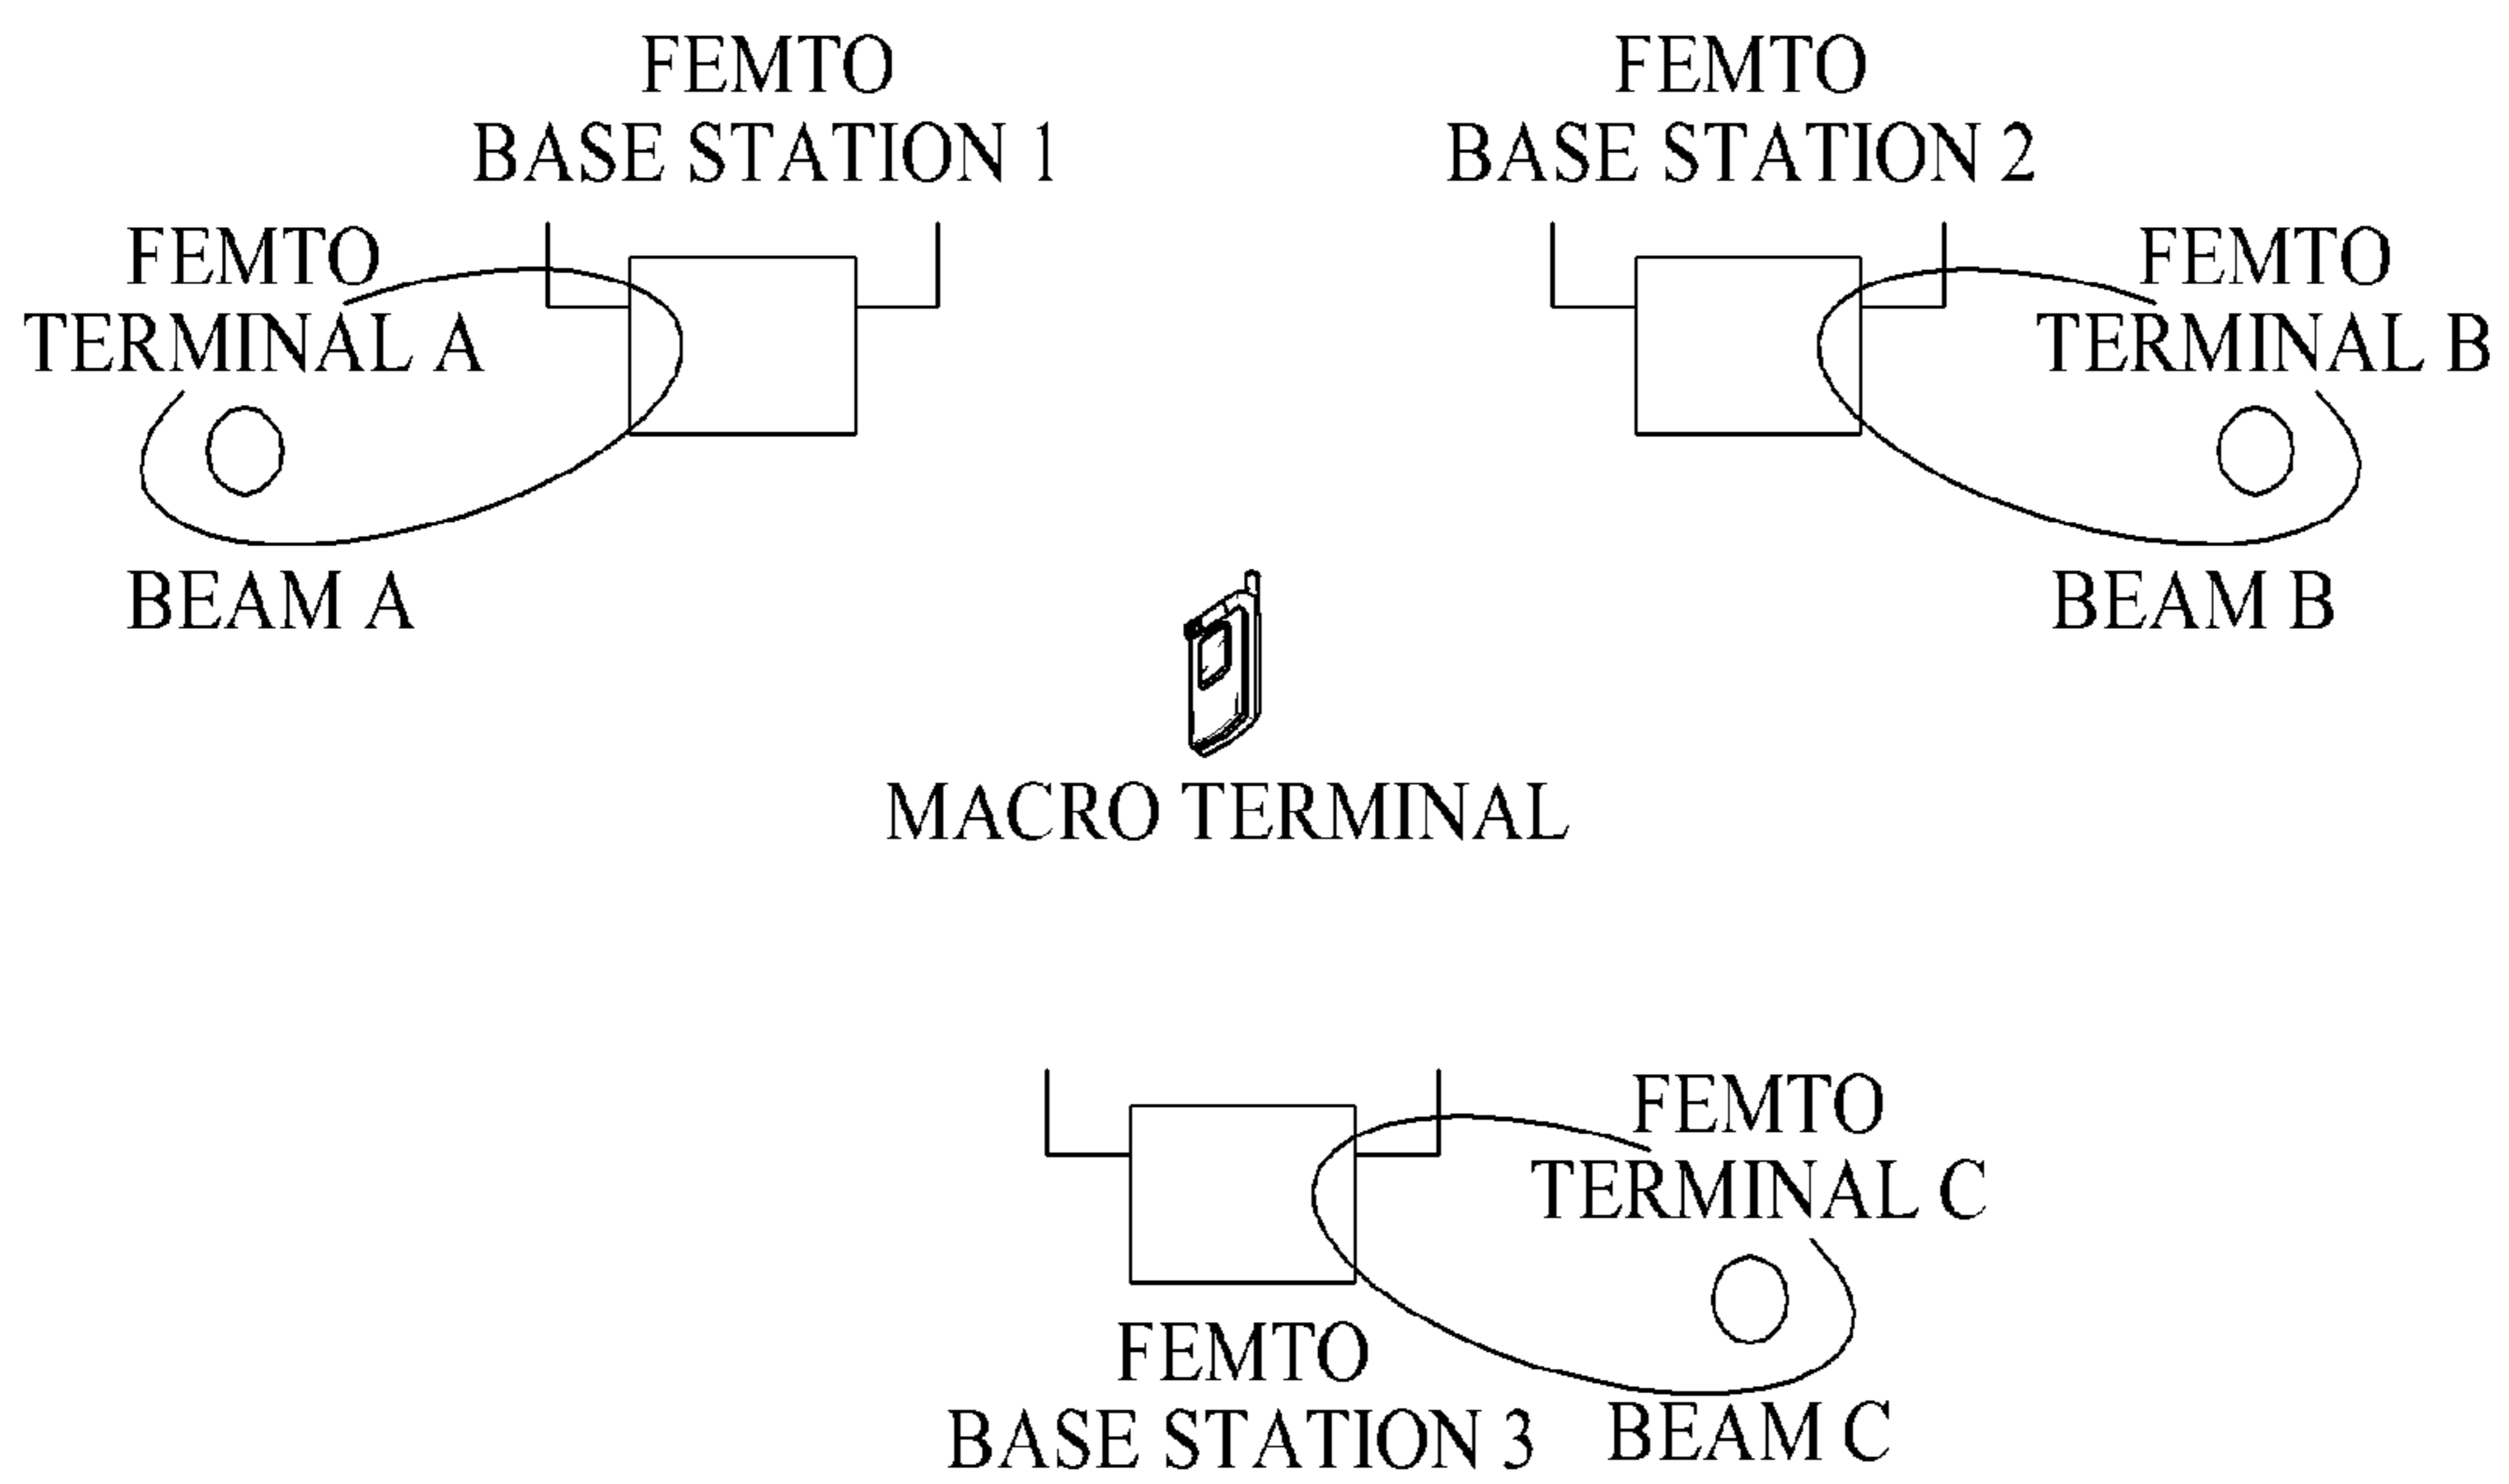 FEMTO
BASE STATION 1
FEMTO
BASE STATION 2
FEMTO
TERMINAL A
FEMTO
TERMINAL B
BEAM A
BEAM B
MACRO TERMINAL
FEMTO
TERMINAL C
FEMTO
BASE STATION 3
BEAM C